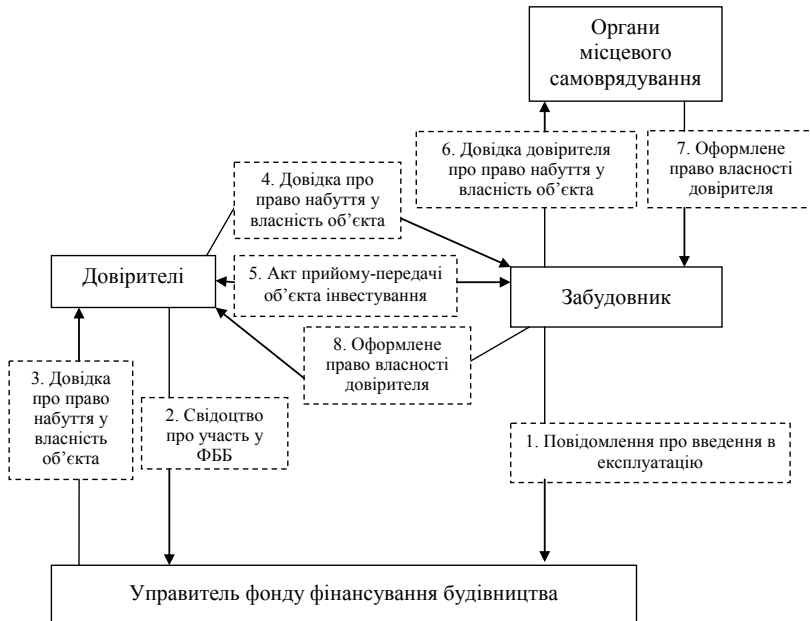 Органи
місцевого
самоврядування
6. Довідка довірителя
про право набуття у
власність об’єкта
7. Оформлене
право власності
довірителя
4. Довідка про
право набуття у
власність об’єкта
Довірителі
5. Акт прийому-передачі
об’єкта інвестування
Забудовник
8. Оформлене
право власності
довірителя
3. Довідка
про право
набуття у
власність
об’єкта
2. Свідоцтво
про участь у
ФББ
1. Повідомлення про введення в
експлуатацію
Управитель фонду фінансування будівництва